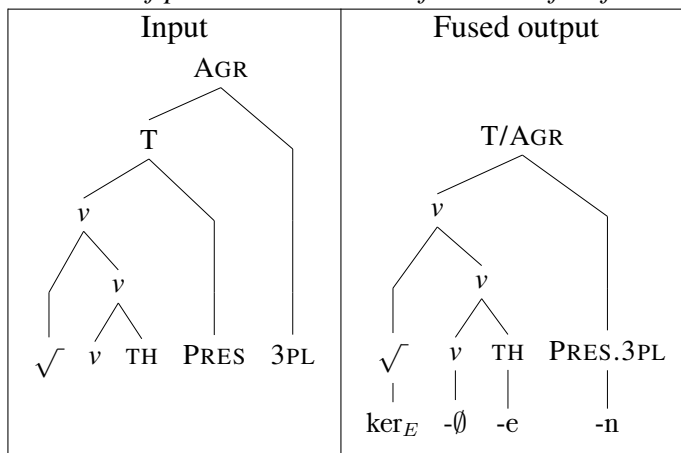 Input Fused output
AGR
T T/AGR
v v
v v
√ v TH PRES 3PL √ v TH PRES.3PL
ker_E -∅ -e -n